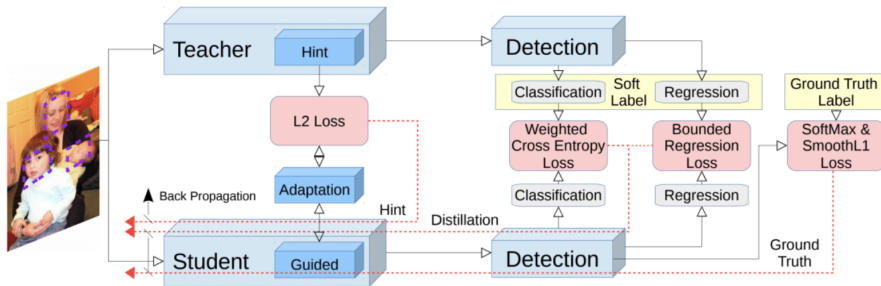 Teacher
Hint
Detection
Classification
Soft
Label
Regression
Ground Truth
Label
L2 Loss
Weighted
Cross Entropy
Loss
Bounded
Regression
Loss
SoftMax &
SmoothL1
Loss
Adaptation
Back Propagation
Classification
Regression
Hint
Distillation
Student
Guided
Detection
Ground
Truth